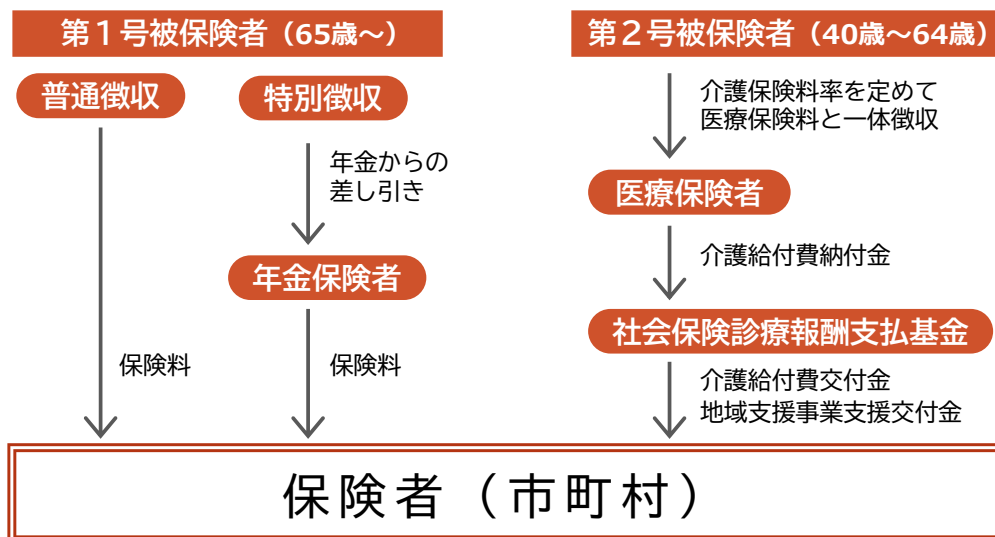 第1号被保険者（65歳～）
普通徴収
特別徴収
年金からの
差し引き
年金保険者
保険料
保険料
第2号被保険者（40歳～64歳）
介護保険料率を定めて
医療保険料と一体徴収
医療保険者
介護給付費納付金
社会保険診療報酬支払基金
介護給付費交付金
地域支援事業支援交付金
保険者（市町村）